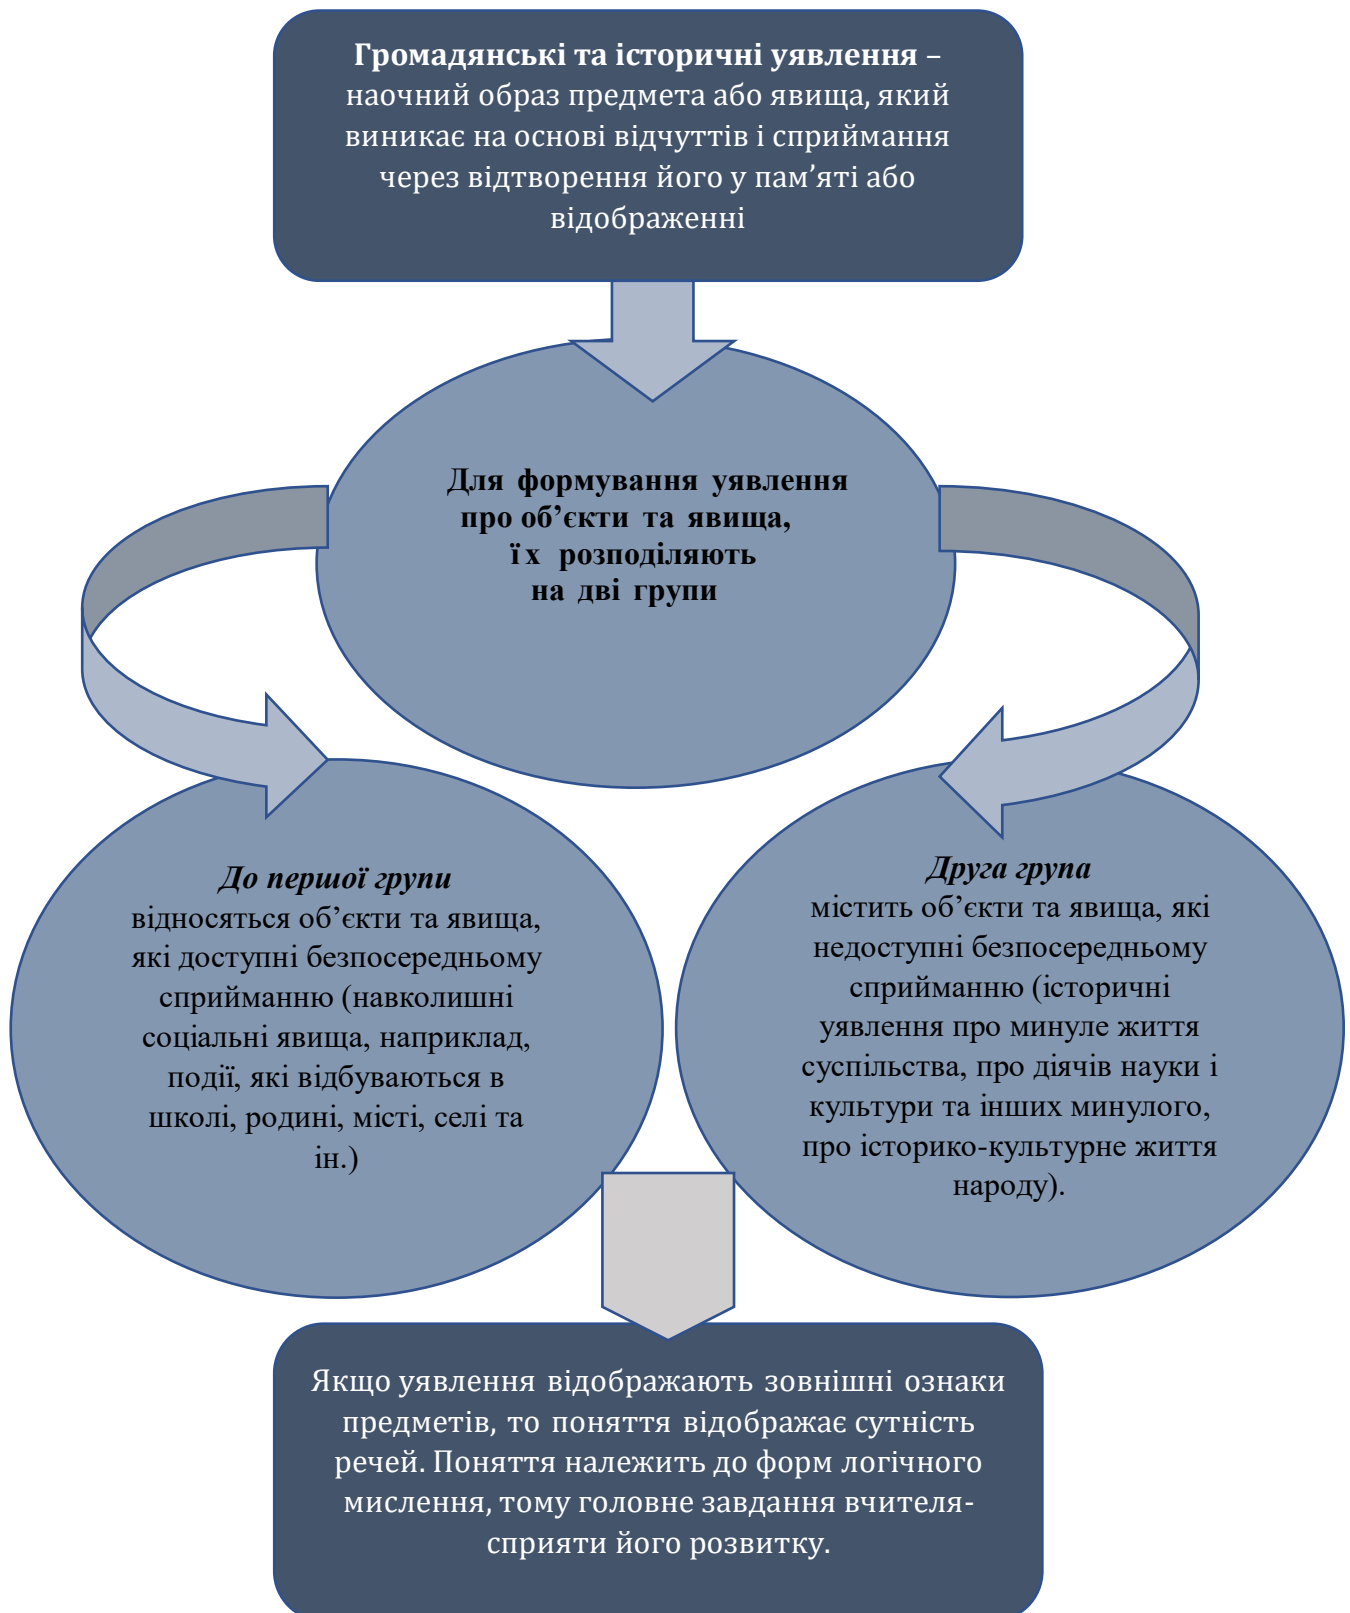 Громадянські та історичні уявлення –
наочний образ предмета або явища, який
виникає на основі відчуттів і сприймання
через відтворення його у пам’яті або
відображенні
Для формування уявлення
про об’єкти та явища,
їх розподіляють
на дві групи
До першої групи
відносяться об’єкти та явища,
які доступні безпосередньому
сприйманню (навколишні
соціальні явища, наприклад,
події, які відбуваються в
школі, родині, місті, селі та
ін.)
Друга група
містить об’єкти та явища, які
недоступні безпосередньому
сприйманню (історичні
уявлення про минуле життя
суспільства, про діячів науки і
культури та інших минулого,
про історико-культурне життя
народу).
Якщо уявлення відображають зовнішні ознаки
предметів, то поняття відображає сутність
речей. Поняття належить до форм логічного
мислення, тому головне завдання вчителя-
сприяти його розвитку.